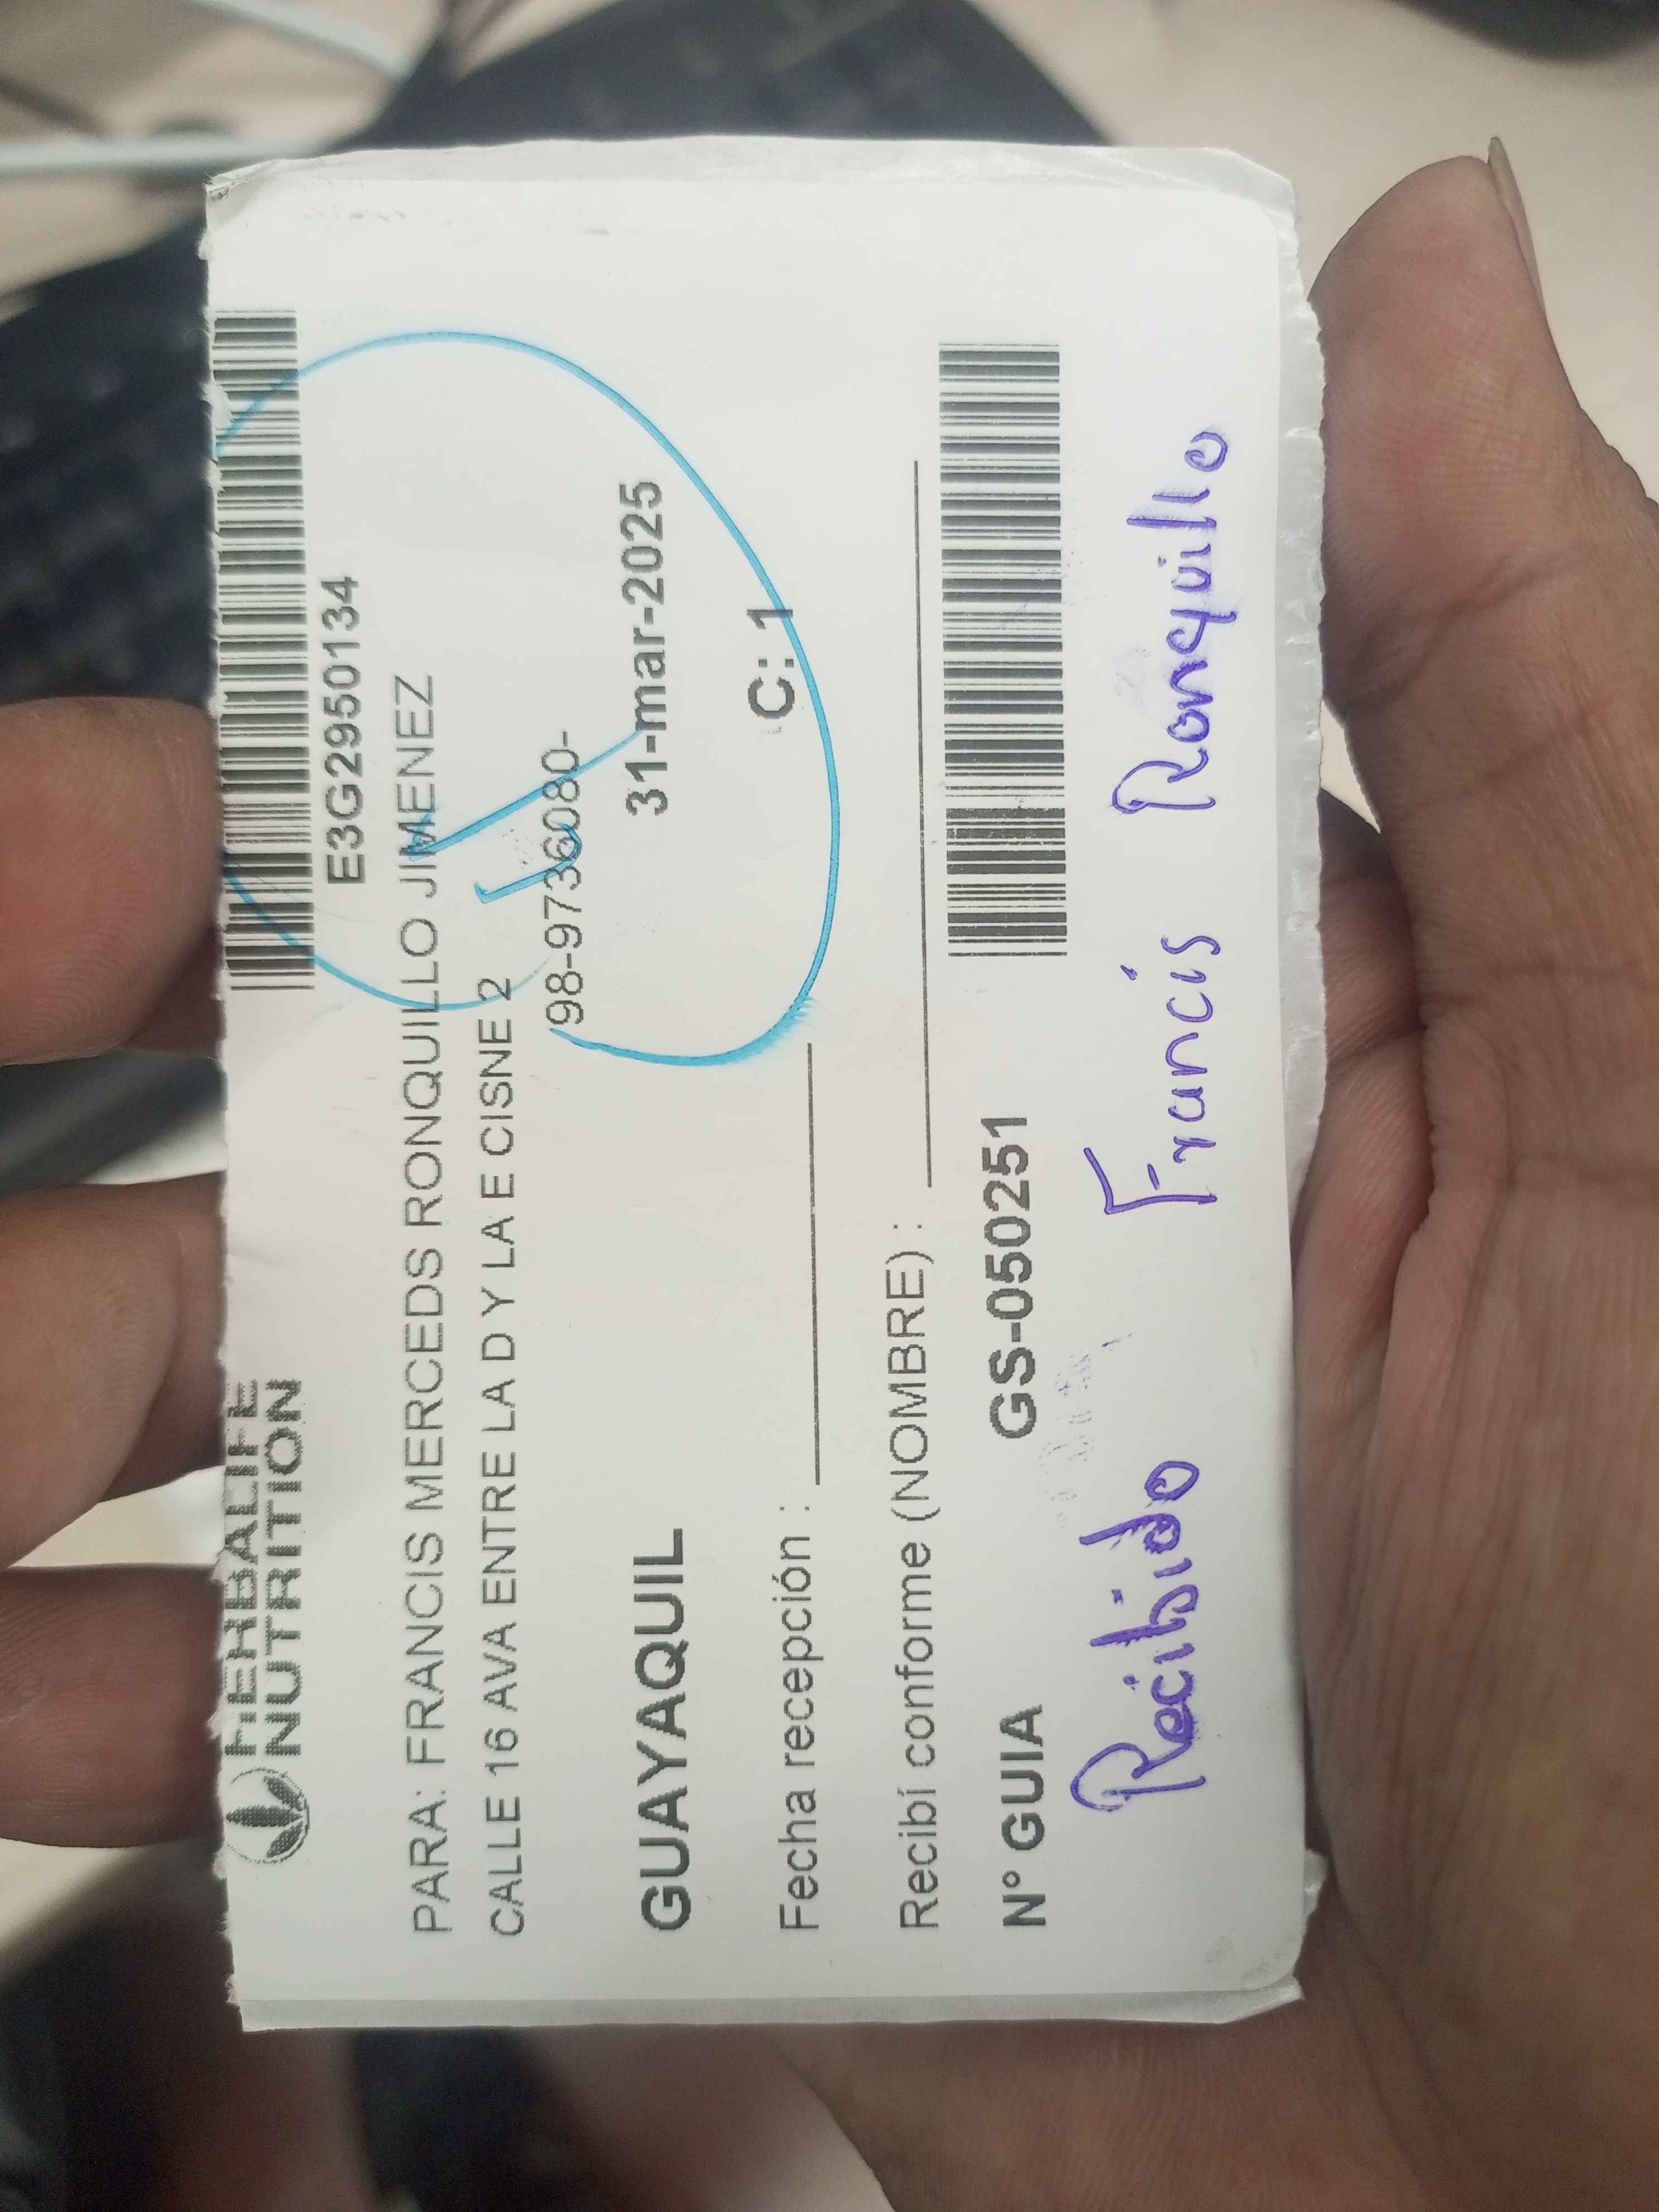 HERBALIFE
NUTRITION
E3G2950134
PARA: FRANCIS MERCEDS RONQUILLO JIMENEZ
CALLE 16 AVA ENTRE LA D Y LA E CISNE 2
98-9736080-
GUAYAQUIL 31-mar-2025
Fecha recepción : C: 1
Recibí conforme (NOMBRE) :
N° GUIA GS-050251
Recibido Francis Ronquillo